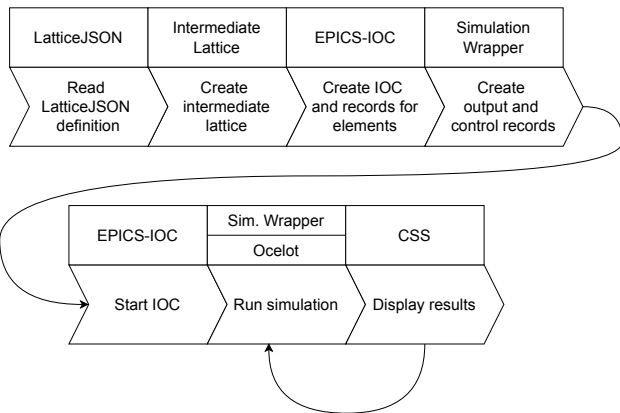 LatticeJSON
Intermediate
Lattice
EPICS-IOC
Simulation
Wrapper
Read
LatticeJSON
definition
Create
intermediate
lattice
Create IOC
and records for
elements
Create
output and
control records
EPICS-IOC
Sim. Wrapper
Ocelot
CSS
Start IOC
Run simulation
Display results